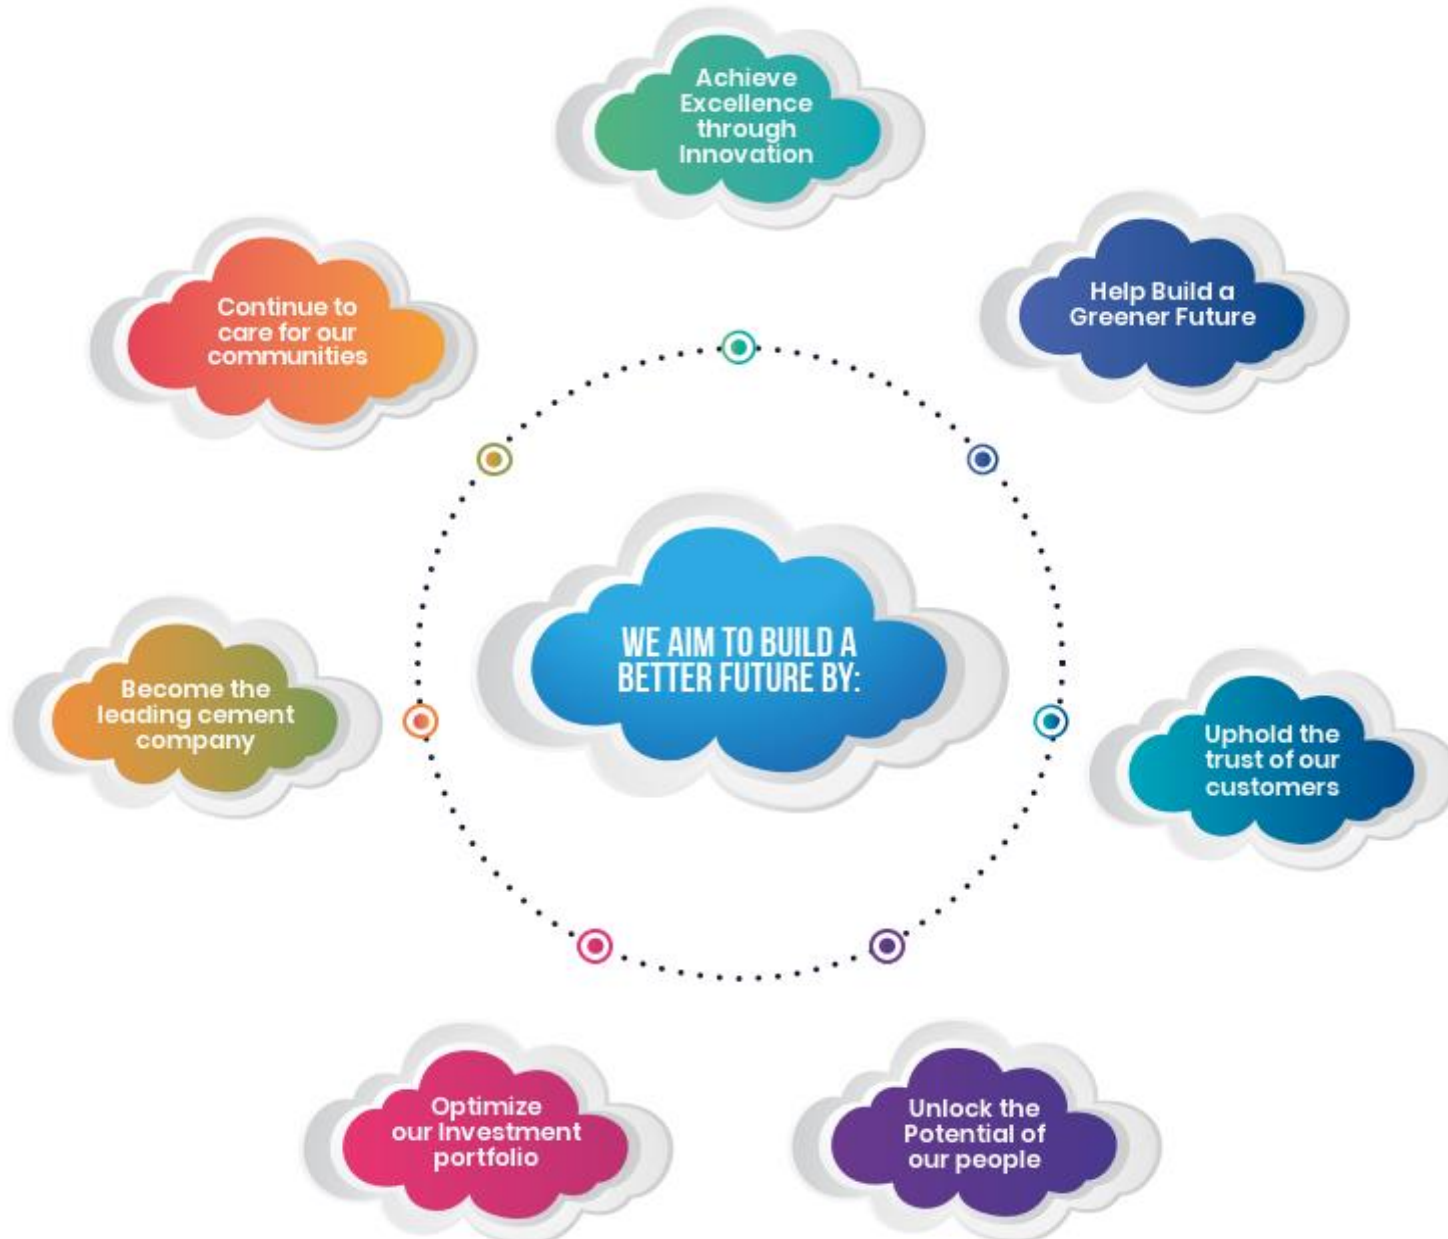 Achieve
Excellence
through
Innovation
Help Build a
Greener Future
Continue to
care for our
communities
WE AIM TO BUILD A
BETTER FUTURE BY:
Become the
leading cement
company
Uphold the
trust of our
customers
Optimize
our Investment
portfolio
Unlock the
Potential of
our people